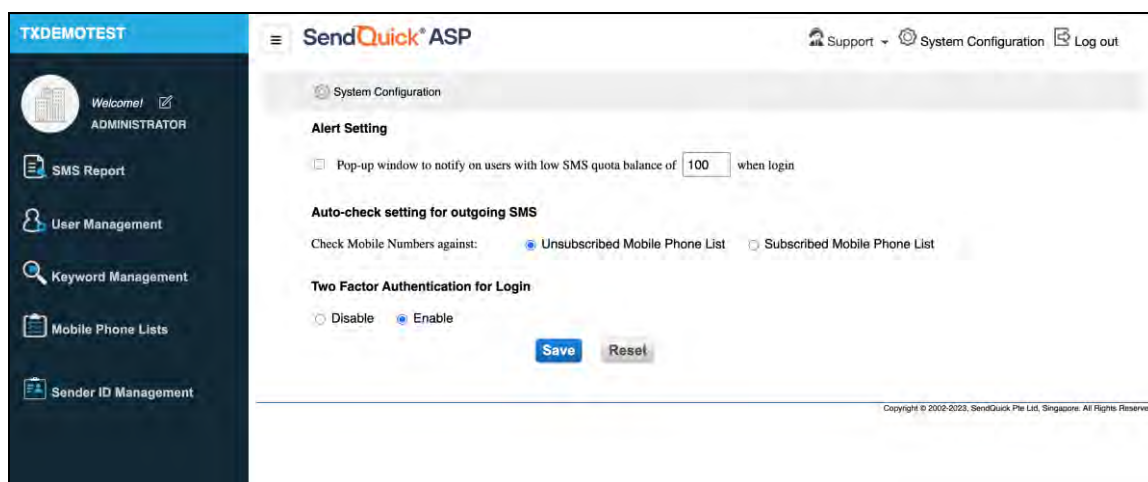 TXDEMOTEST
SendQuick® ASP
Support
System Configuration
Log out
Welcome!
ADMINISTRATOR
SMS Report
User Management
Keyword Management
Mobile Phone Lists
Sender ID Management
System Configuration
Alert Setting
Pop-up window to notify on users with low SMS quota balance of 100 when login
Auto-check setting for outgoing SMS
Check Mobile Numbers against: Unsubscribed Mobile Phone List Subscribed Mobile Phone List
Two Factor Authentication for Login
Disable Enable
Save Reset
Copyright © 2002-2023, SendQuick Pte Ltd, Singapore. All Rights Reserve